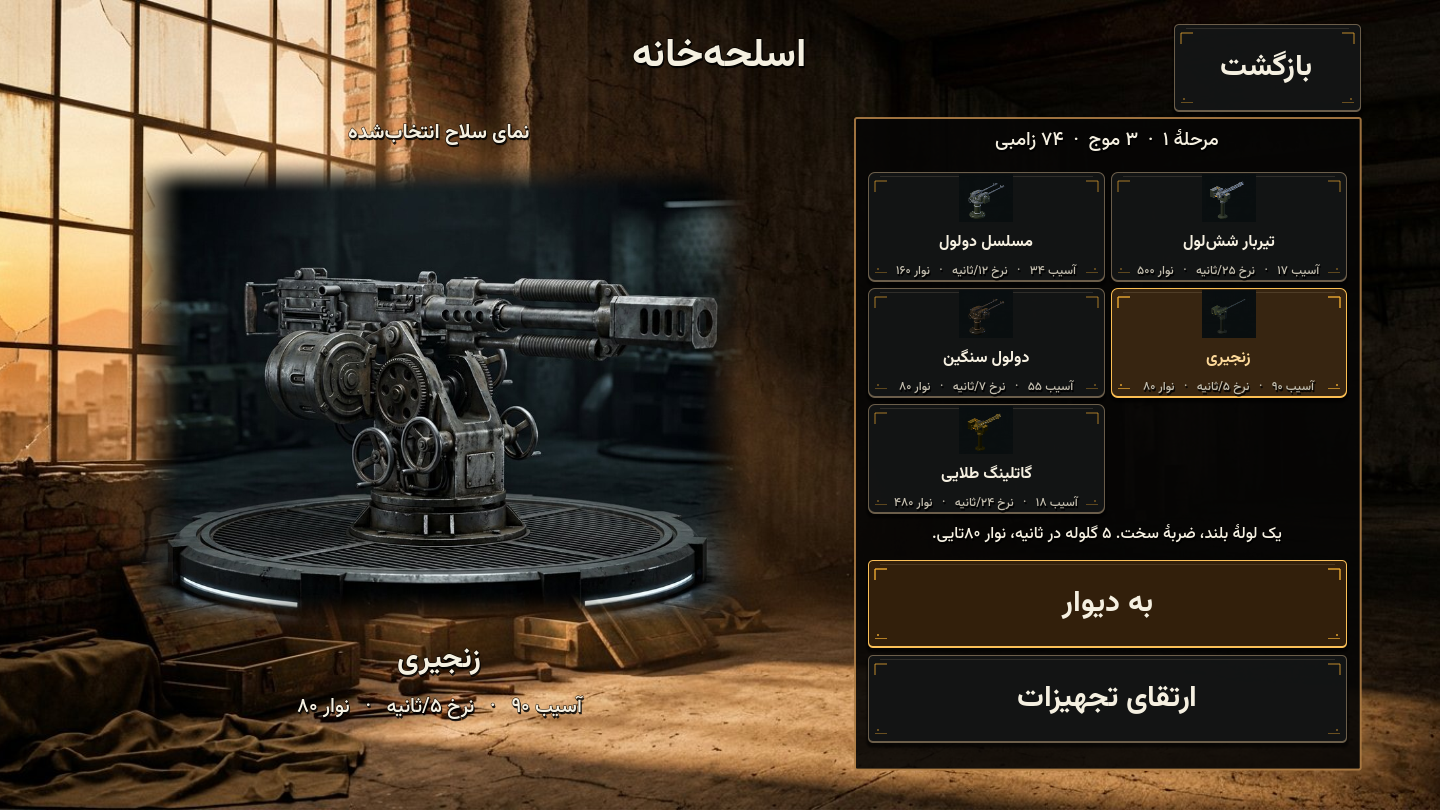 اسلحه‌خانه
بازگشت
نمای سلاح انتخاب‌شده
مرحلهٔ ۱ · ۳ موج · ۷۴ زامبی
تیربار شش‌لول
آسیب ۱۷ · نرخ ۲۵/ثانیه · نوار ۵۰۰
مسلسل دولول
آسیب ۳۴ · نرخ ۱۲/ثانیه · نوار ۱۶۰
زنجیری
آسیب ۹۰ · نرخ ۵/ثانیه · نوار ۸۰
دولول سنگین
آسیب ۵۵ · نرخ ۷/ثانیه · نوار ۸۰
گاتلینگ طلایی
آسیب ۱۸ · نرخ ۲۴/ثانیه · نوار ۴۸۰
یک لولهٔ بلند، ضربهٔ سخت. ۵ گلوله در ثانیه، نوار ۸۰تایی.
به دیوار
ارتقای تجهیزات
زنجیری
آسیب ۹۰ · نرخ ۵/ثانیه · نوار ۸۰